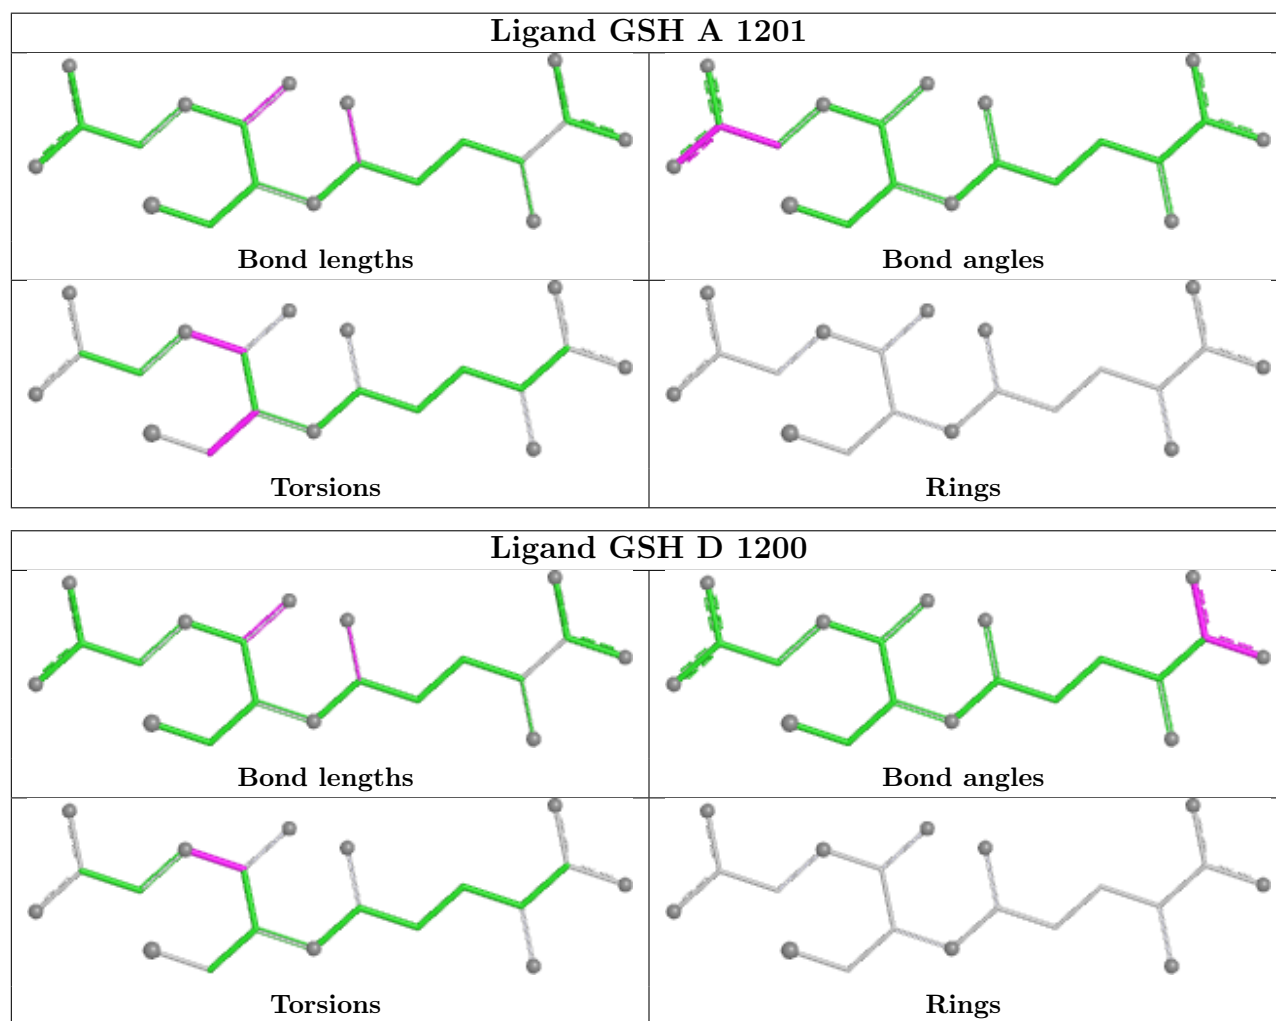 Ligand GSH A 1201
Bond lengths
Bond angles
Torsions
Rings
Ligand GSH D 1200
Bond lengths
Bond angles
Torsions
Rings